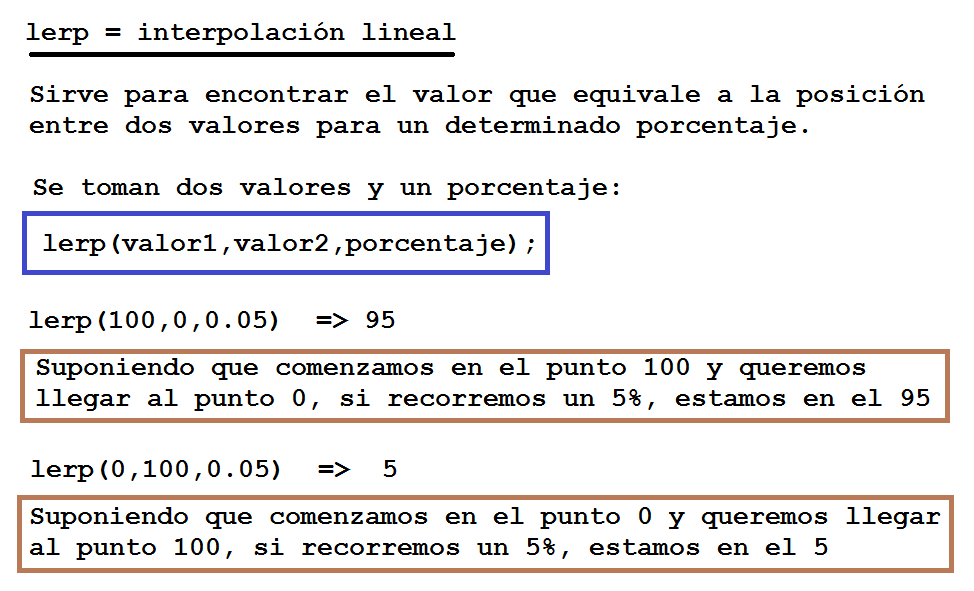 lerp = interpolación lineal
Sirve para encontrar el valor que equivale a la posición
entre dos valores para un determinado porcentaje.
Se toman dos valores y un porcentaje:
lerp(valor1,valor2,porcentaje);
lerp(100,0,0.05)  => 95
Suponiendo que comenzamos en el punto 100 y queremos
llegar al punto 0, si recorremos un 5%, estamos en el 95
lerp(0,100,0.05)  =>  5
Suponiendo que comenzamos en el punto 0 y queremos llegar
al punto 100, si recorremos un 5%, estamos en el 5